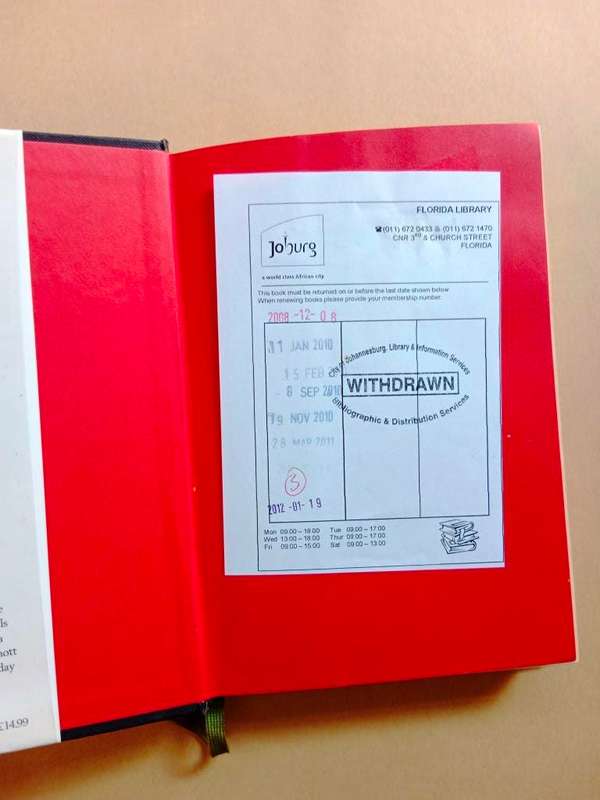 FLORIDA LIBRARY
Joburg
☎(011) 672 0433 & (011) 672 1470
CNR 3RD & CHURCH STREET
FLORIDA
a world class African city
This book must be returned on or before the last date shown below
When renewing books please provide your membership number.
2008 -12- 08
11 JAN 2010
15 FEB
- 8 SEP 2010
19 NOV 2010
28 MAR 2011
3
2012 -01- 19
City of Johannesburg, Library & Information Services
WITHDRAWN
Bibliographic & Distribution Services
Mon 09:00 – 18:00 Tue 09:00 – 17:00
Wed 13:00 – 18:00 Thur 09:00 – 17:00
Fri 09:00 – 15:00 Sat 09:00 – 13:00
ls
nott
day
£14.99